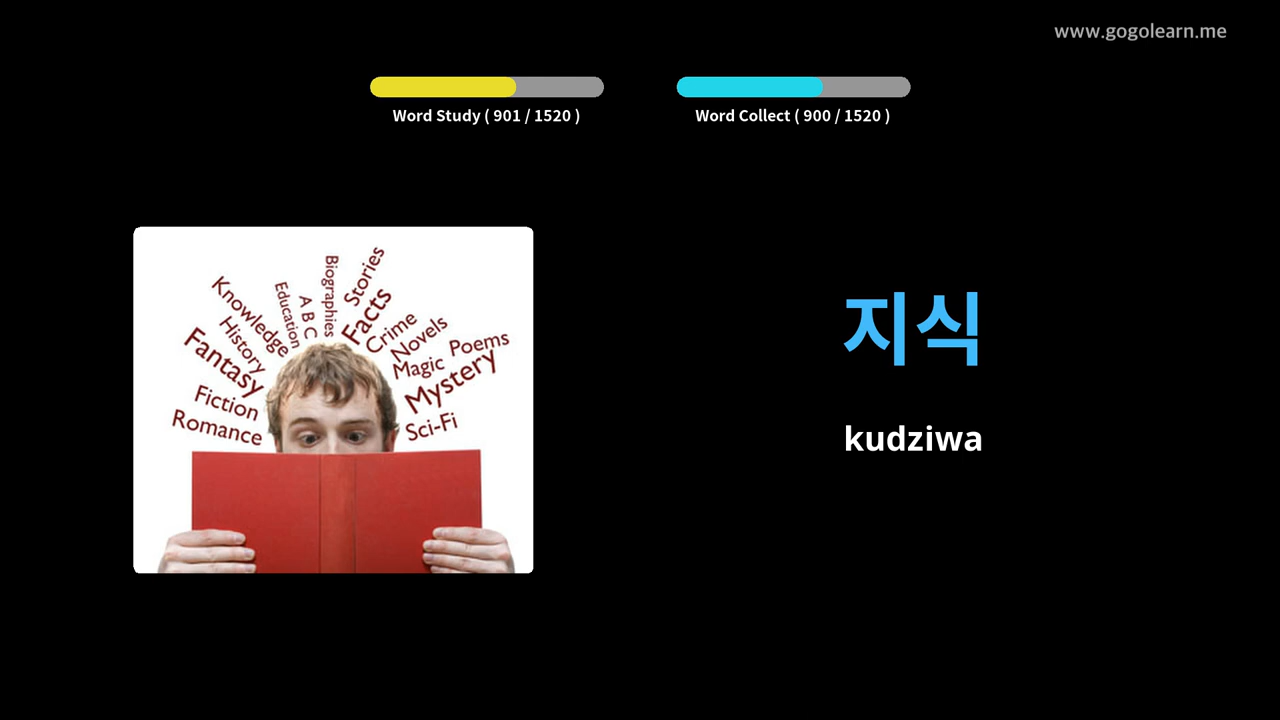 www.gogolearn.me
Word Study ( 901 / 1520 )
Word Collect ( 900 / 1520 )
Biographies
Stories
Education
A B C
Facts
Knowledge
Crime
History
Novels
Fantasy
Magic
Poems
Mystery
Fiction
Romance
Sci-Fi
지식
kudziwa